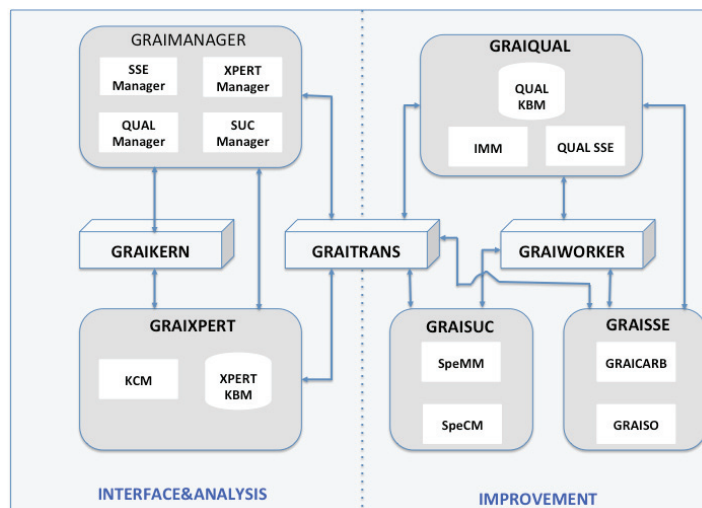 GRAIMANAGER
SSE
Manager
XPERT
Manager
QUAL
Manager
SUC
Manager
GRAIQUAL
QUAL
KBM
IMM
QUAL SSE
GRAIKERN
GRAITRANS
GRAIWORKER
GRAIXPERT
KCM
XPERT
KBM
GRAISUC
SpeMM
SpeCM
GRAISSE
GRAICARB
GRAISO
INTERFACE&ANALYSIS
IMPROVEMENT